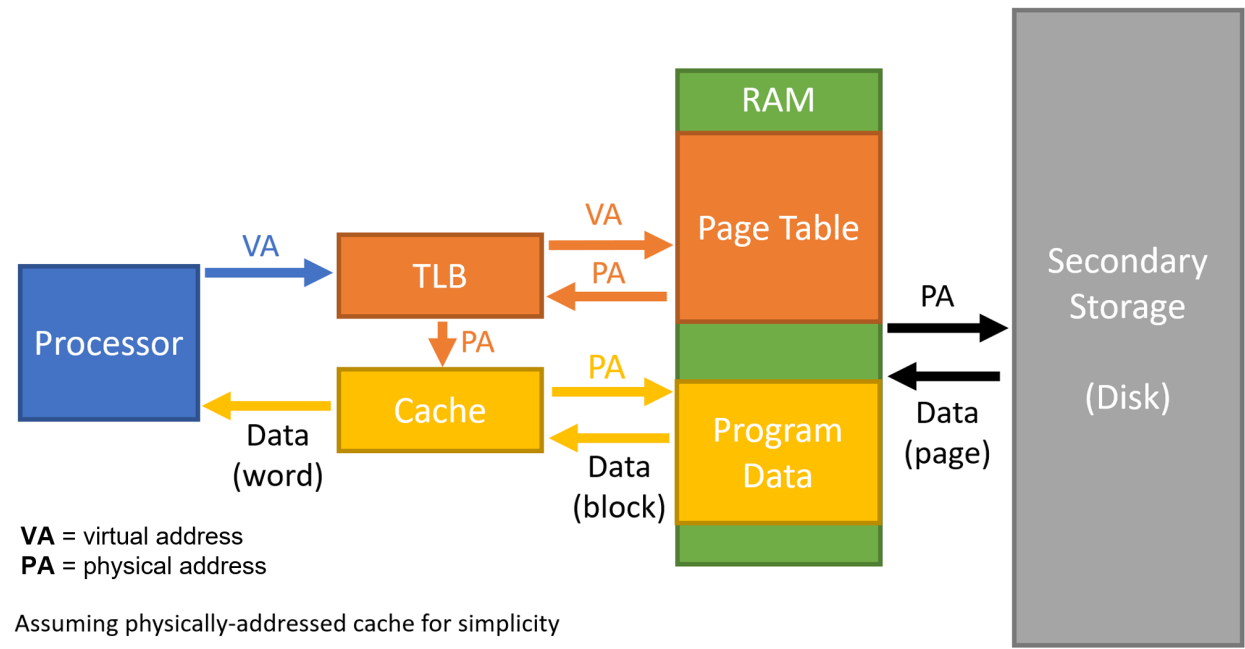 RAM
VA
Page Table
VA
TLB
PA
Secondary
Storage
(Disk)
PA
Processor
PA
PA
Cache
Data
(word)
Data
(block)
Program
Data
Data
(page)
VA = virtual address
PA = physical address
Assuming physically-addressed cache for simplicity